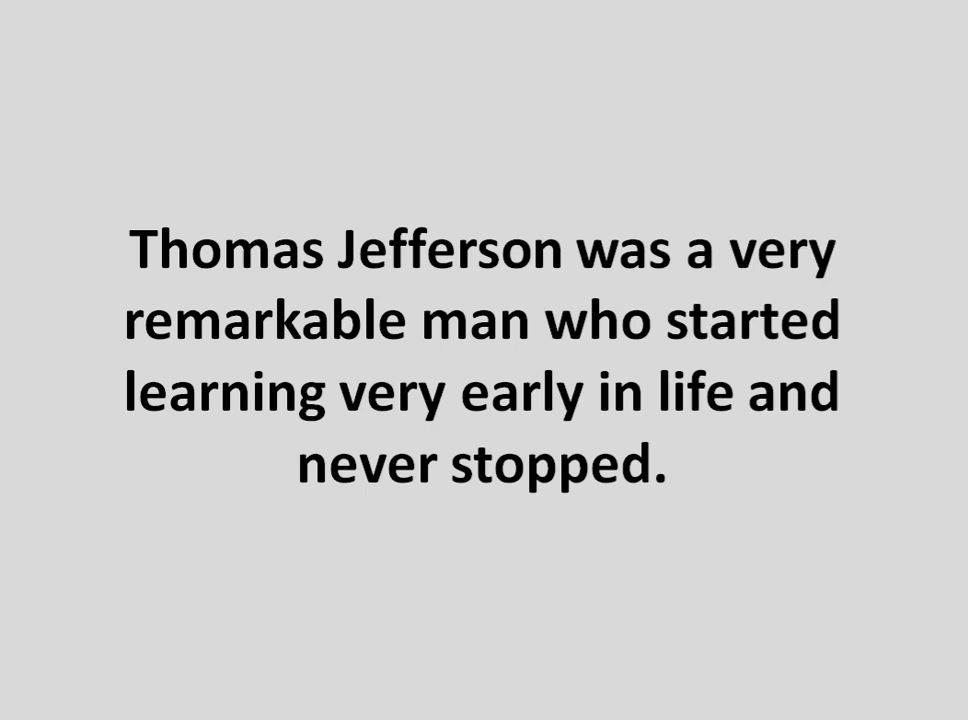 Thomas Jefferson was a very
remarkable man who started
learning very early in life and
never stopped.